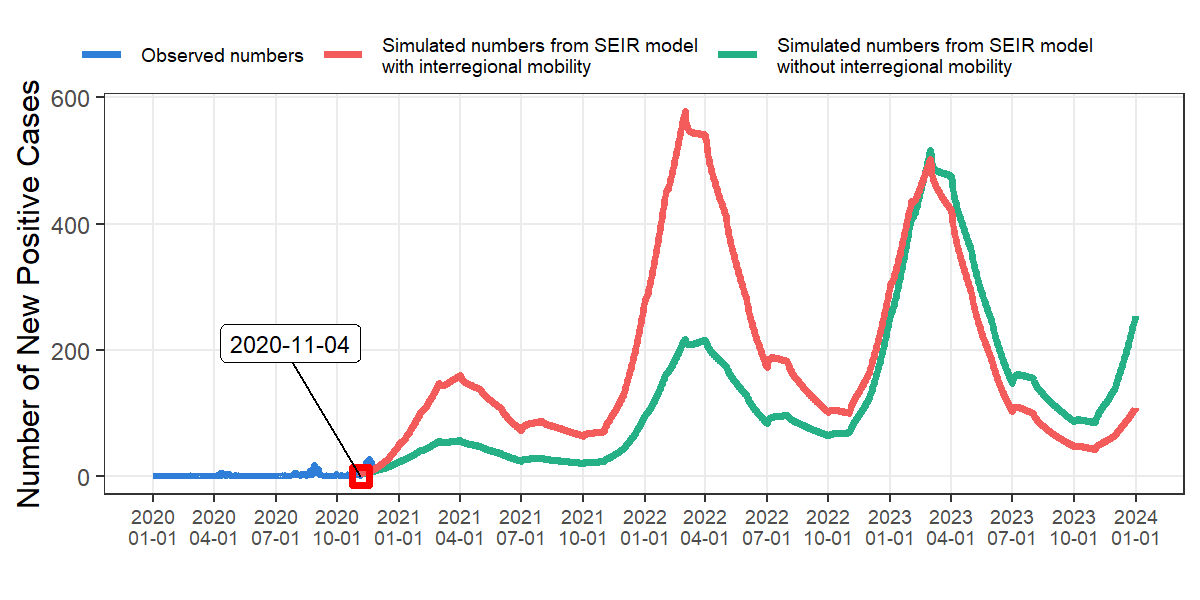 Observed numbers
Simulated numbers from SEIR model
with interregional mobility
Simulated numbers from SEIR model
without interregional mobility
Number of New Positive Cases
600
400
200
0
2020-11-04
2020 2020 2020 2020 2021 2021 2021 2021 2022 2022 2022 2022 2023 2023 2023 2023 2024
01-01 04-01 07-01 10-01 01-01 04-01 07-01 10-01 01-01 04-01 07-01 10-01 01-01 04-01 07-01 10-01 01-01